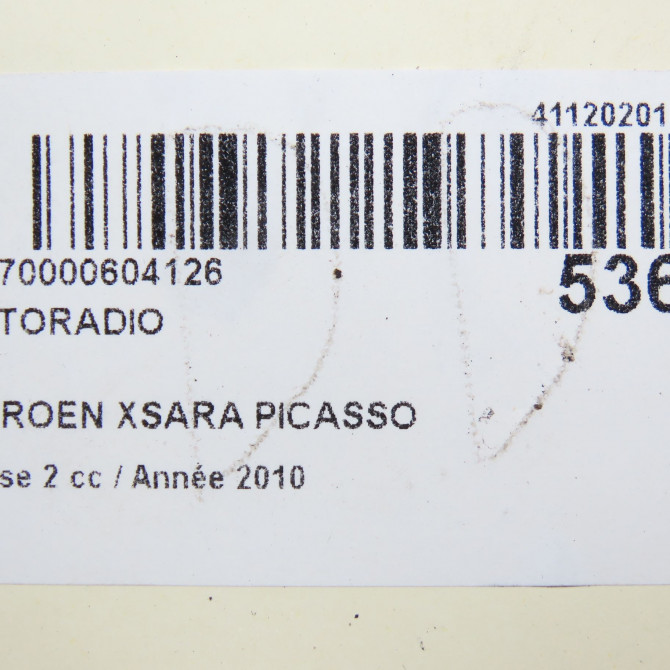 41120201
70000604126
536
TORADIO
ROEN XSARA PICASSO
se 2 cc / Année 2010